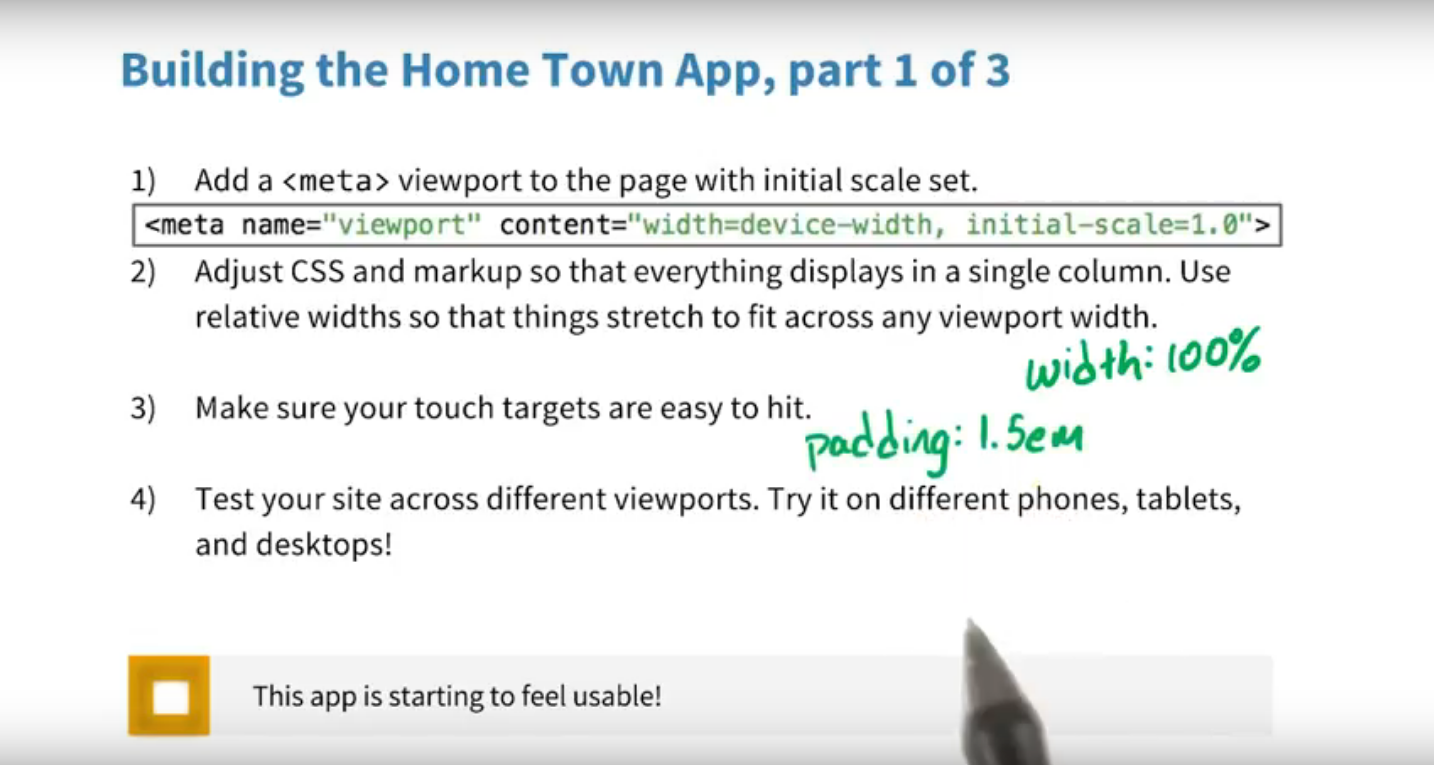 Building the Home Town App, part 1 of 3
1) Add a <meta> viewport to the page with initial scale set.
<meta name="viewport" content="width=device-width, initial-scale=1.0">
2) Adjust CSS and markup so that everything displays in a single column. Use
relative widths so that things stretch to fit across any viewport width.
width: 100%
3) Make sure your touch targets are easy to hit.
padding: 1.5em
4) Test your site across different viewports. Try it on different phones, tablets,
and desktops!
This app is starting to feel usable!